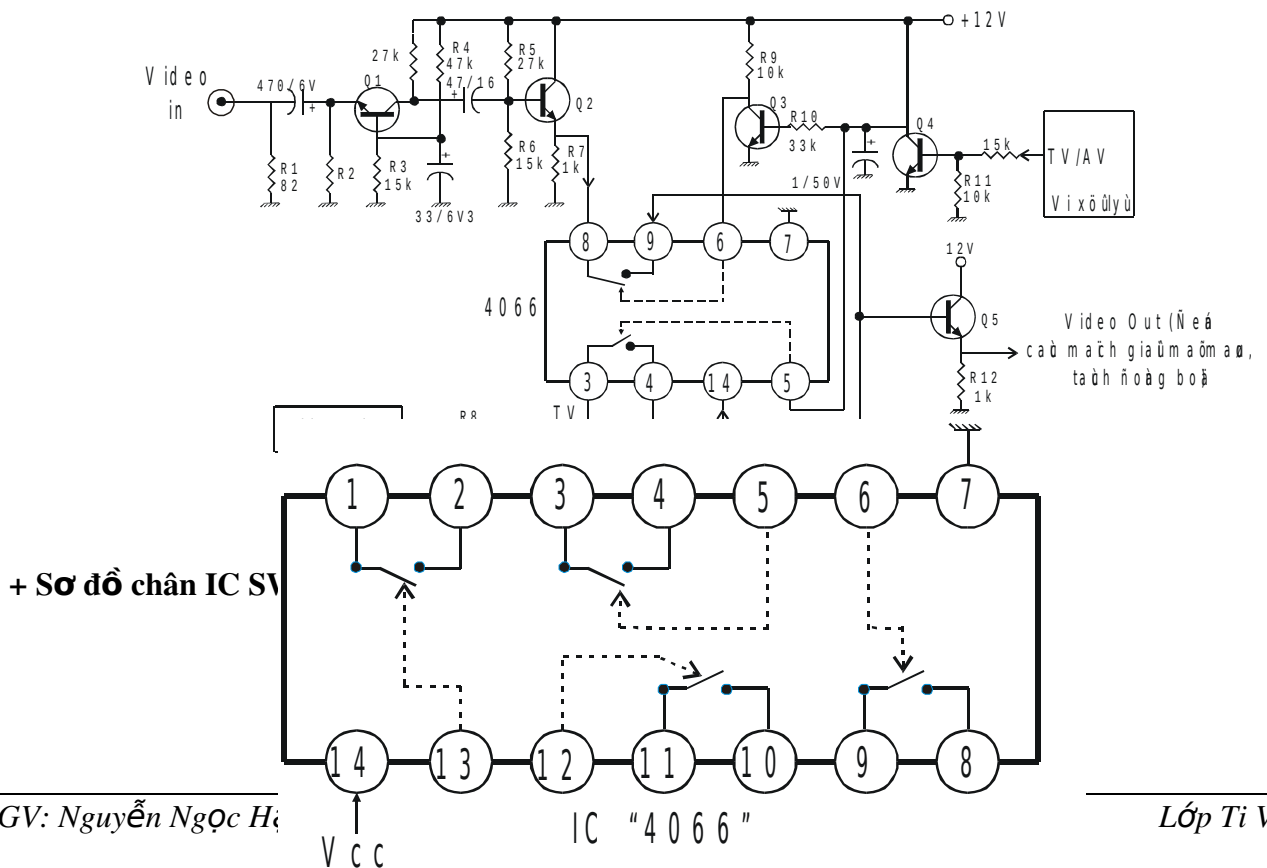 +12V
Video
in
470/6V
+
27k
Q1
R4
47k
47/16
+
R5
27k
Q2
R1
82
R2
R3
15k
+
33/6V3
R6
15k
R7
1k
R9
10k
Q3
R10
33k
+
1/50V
Q4
15k
R11
10k
TV/AV
8
9
6
7
4066
3
4
14
5
12V
Q5
R12
1k
Video Out
R8
TV
1
2
3
4
5
6
7
+ Sơ đồ chân IC
14
13
12
11
10
9
8
Vcc
IC "4066"
GV: Nguyễn Ngọc
Lớp Ti